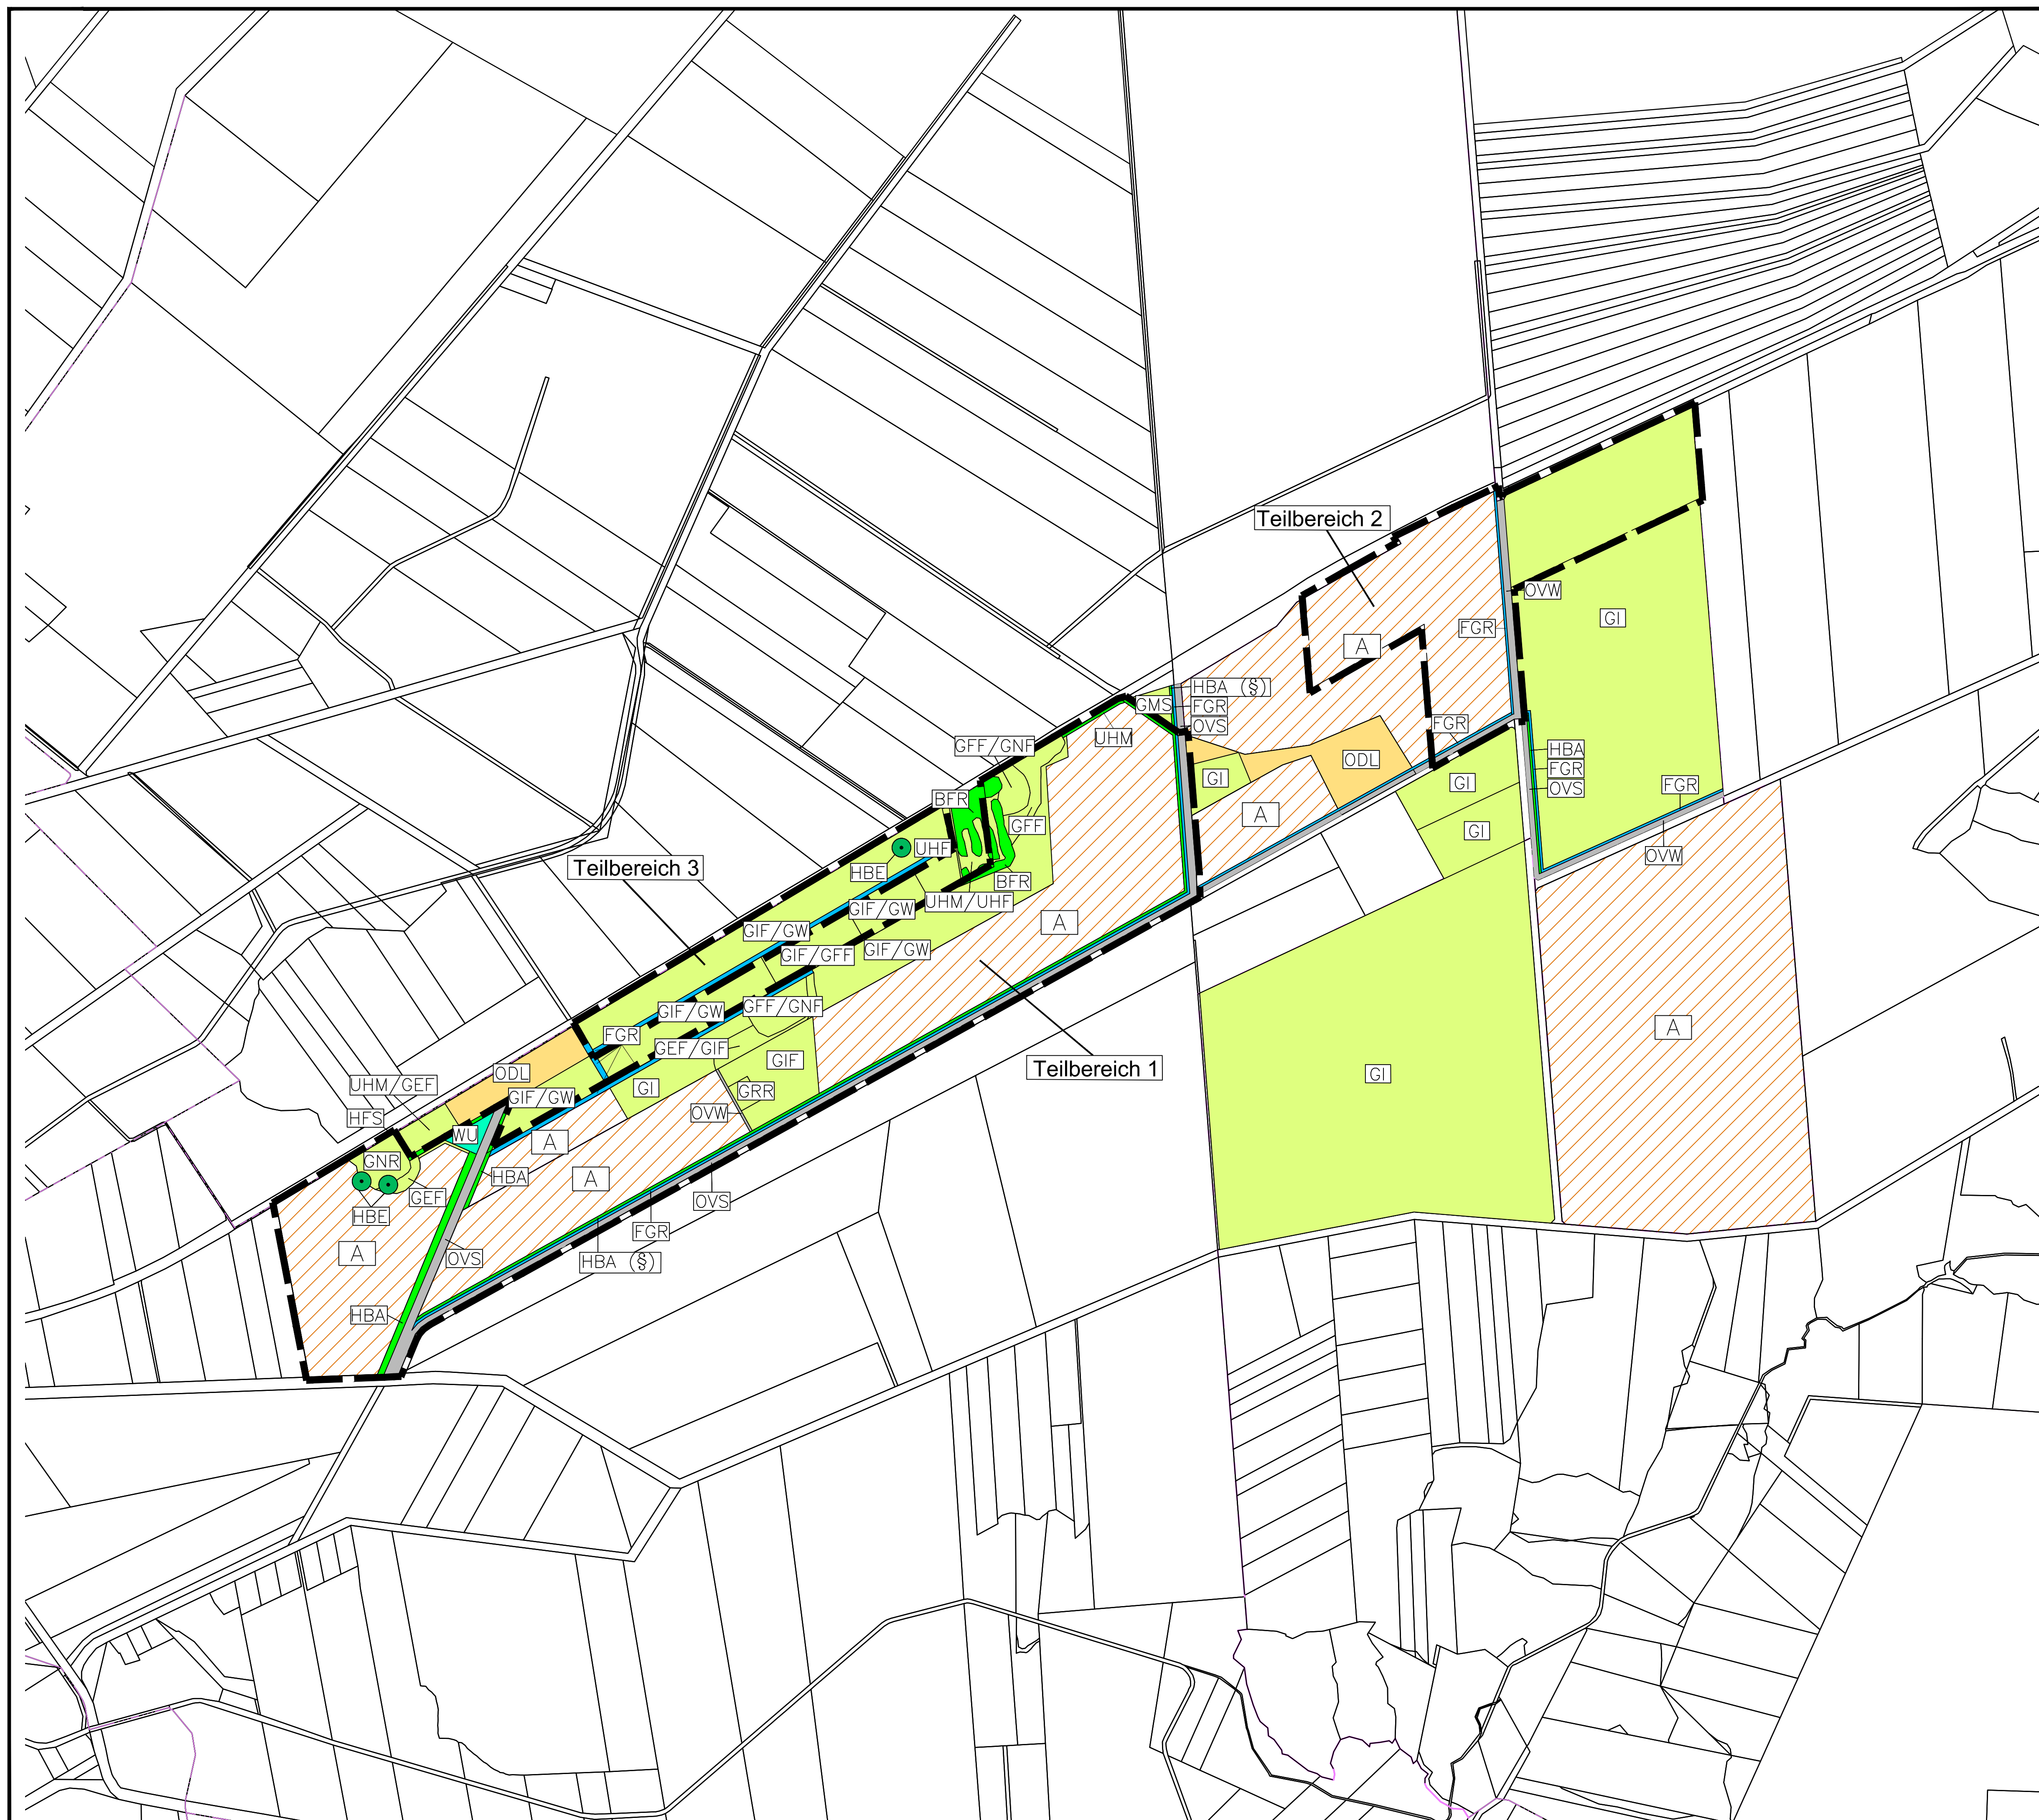 Teilbereich 2
OVW
GI
FGR
A
HBA (§)
GMS
FGR
FGR
OVS
UHM
GFF/GNF
HBA
ODL
FGR
GI
GI
FGR
OVS
BFR
A
GFF
GI
UHF
OVW
Teilbereich 3
HBE
BFR
UHM/UHF
GIF/GW
A
GIF/GW
GIF/GW
GIF/GFF
GFF/GNF
GIF/GW
A
FGR
GEF/GIF
GIF
Teilbereich 1
ODL
GI
UHM/GEF
GIF/GW
GRR
GI
OVW
HFS
WU
A
GNR
HBA
A
GEF
OVS
HBE
FGR
A
OVS
HBA (§)
HBA